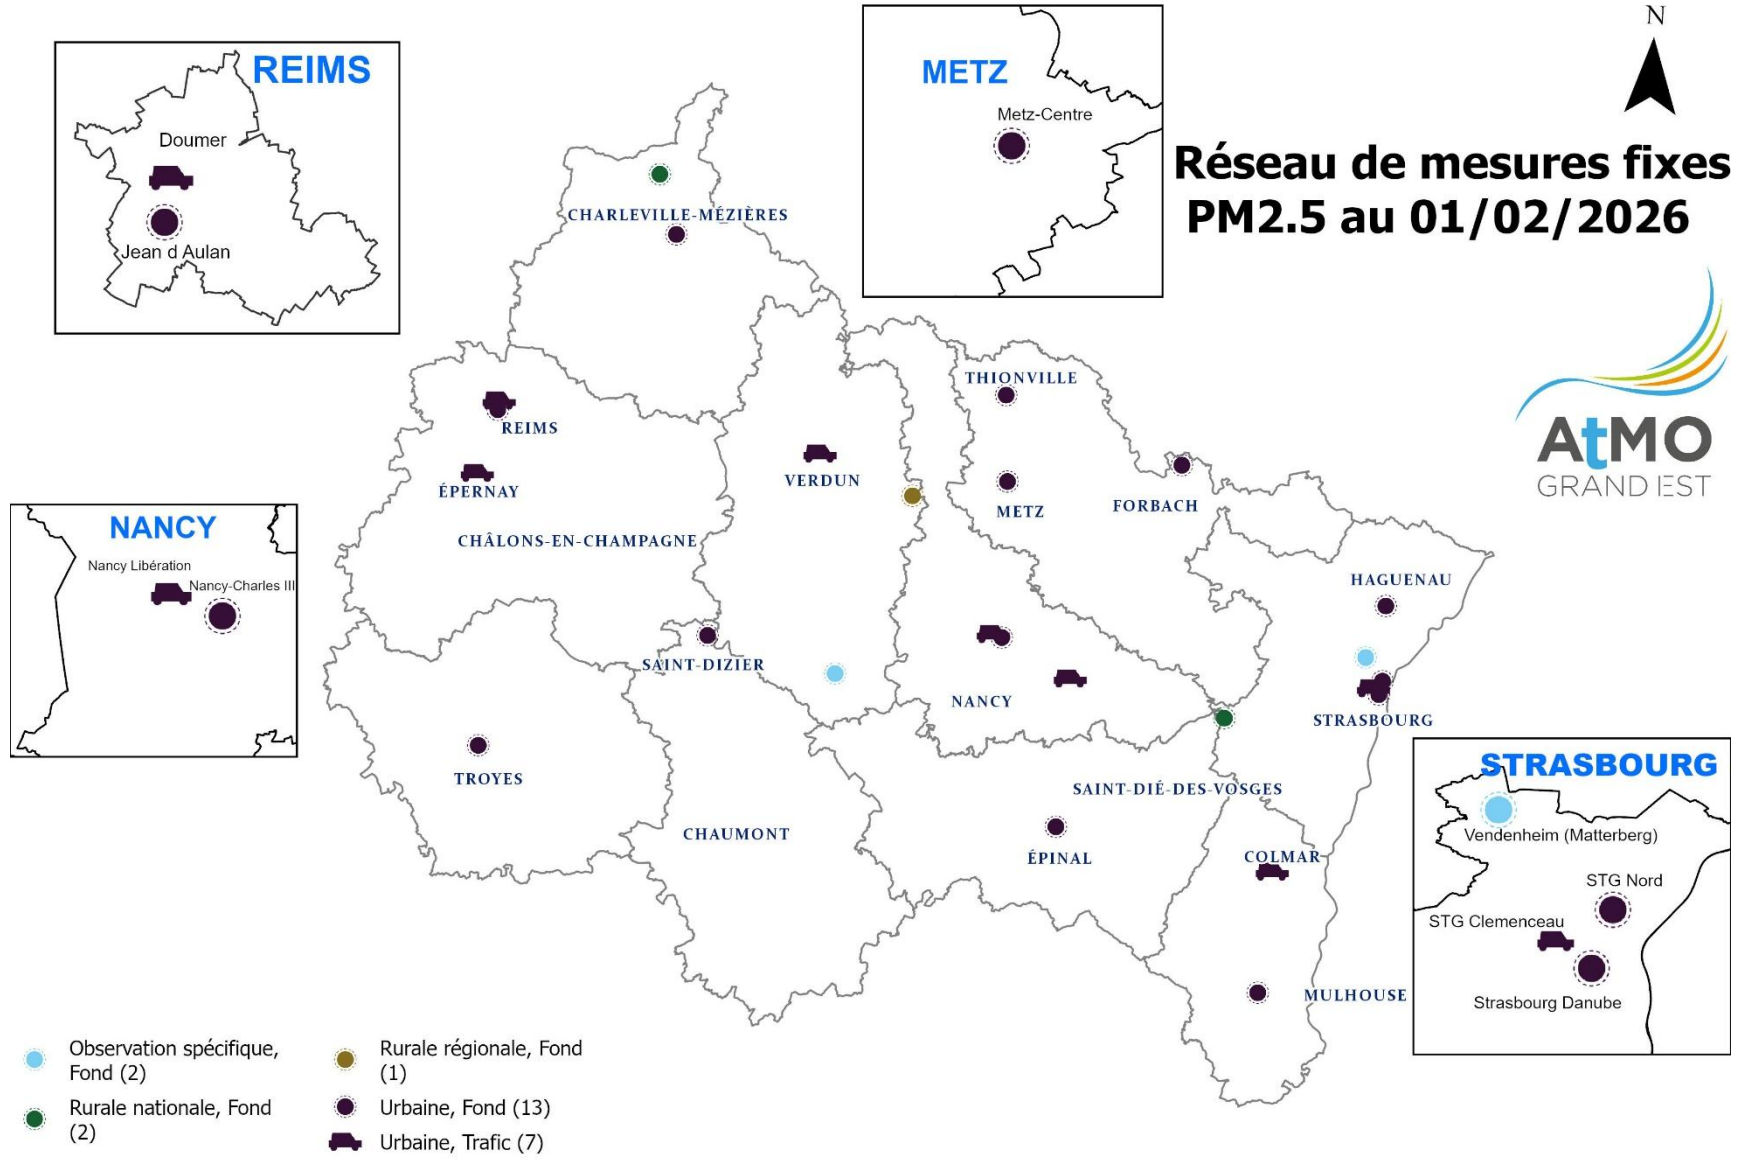 N
REIMS
Doumer
Jean d Aulan
METZ
Metz-Centre
Réseau de mesures fixes
PM2.5 au 01/02/2026
AtMO
GRAND EST
CHARLEVILLE-MÉZIÈRES
THIONVILLE
REIMS
VERDUN
ÉPERNAY
METZ
FORBACH
CHÂLONS-EN-CHAMPAGNE
NANCY
Nancy Libération
Nancy-Charles III
HAGUENAU
SAINT-DIZIER
NANCY
STRASBOURG
TROYES
SAINT-DIÉ-DES-VOSGES
CHAUMONT
ÉPINAL
COLMAR
MULHOUSE
STRASBOURG
Vendenheim (Matterberg)
STG Nord
STG Clemenceau
Strasbourg Danube
Observation spécifique,
Fond (2)
Rurale nationale, Fond
(2)
Rurale régionale, Fond
(1)
Urbaine, Fond (13)
Urbaine, Trafic (7)